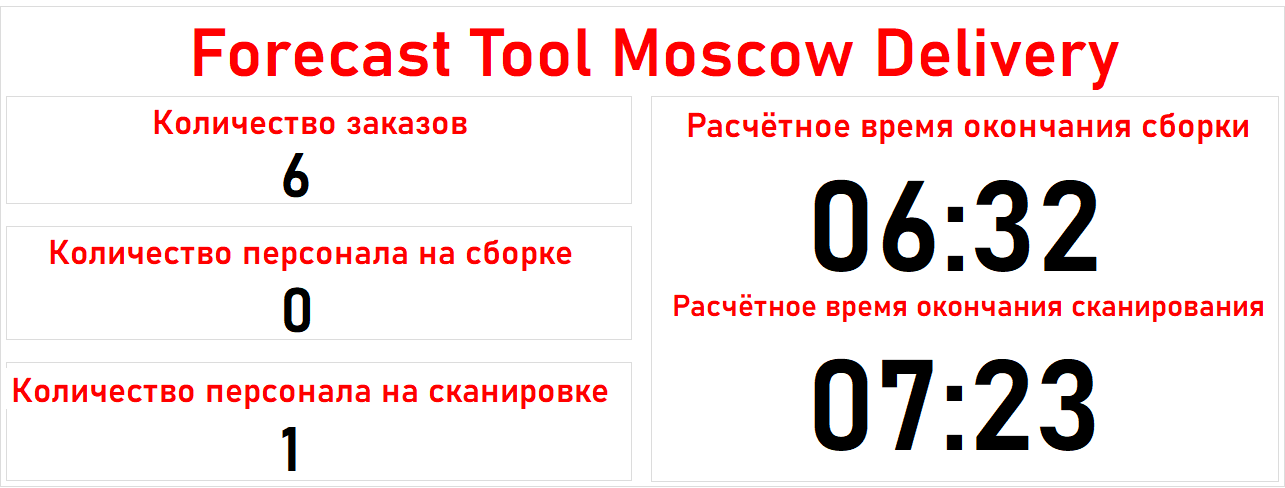 Forecast Tool Moscow Delivery
Количество заказов
6
Количество персонала на сборке
0
Количество персонала на сканировке
1
Расчётное время окончания сборки
06:32
Расчётное время окончания сканирования
07:23